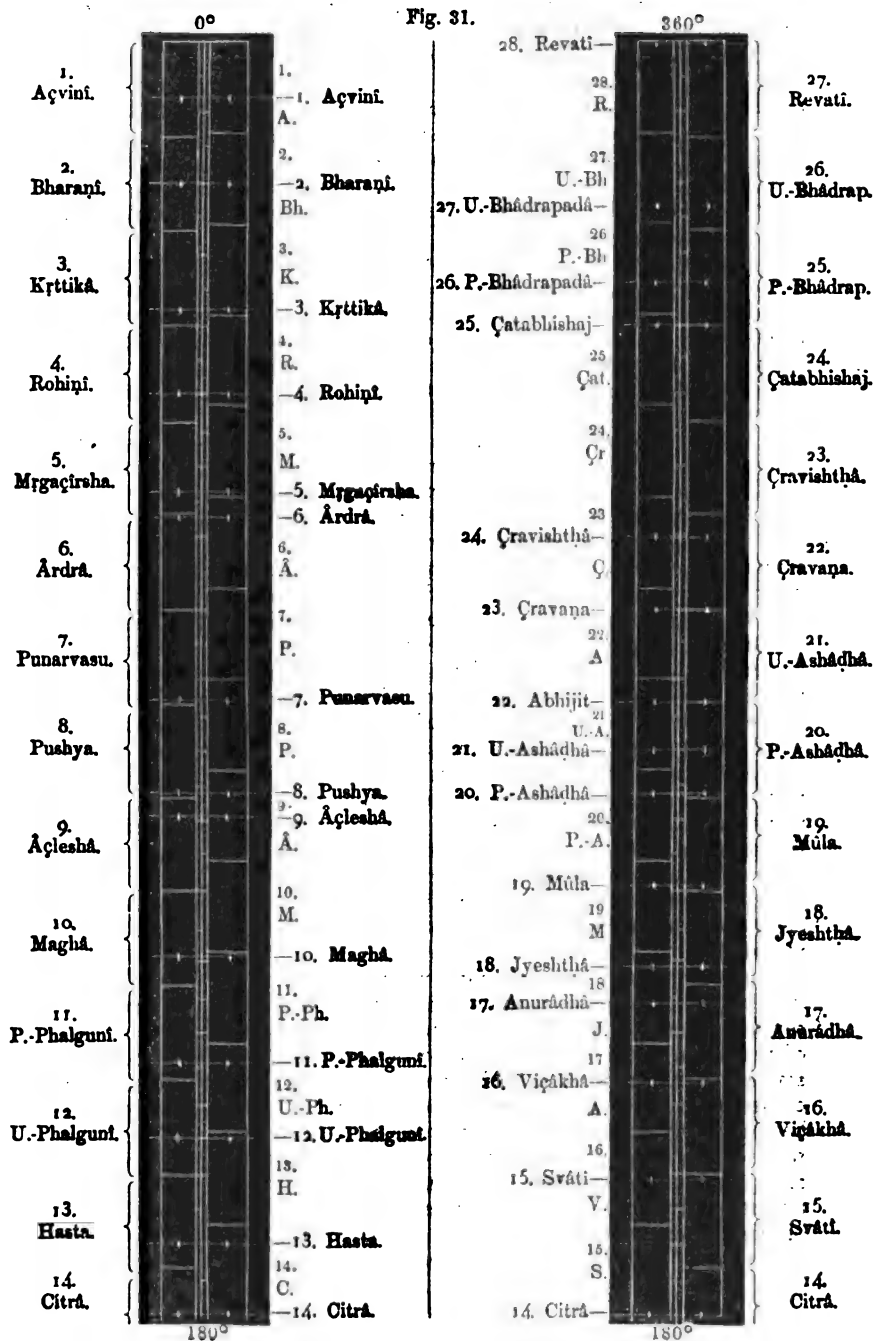 Fig. 31.
0°
1.
Açvinî.
2.
Bharaṇî.
3.
Kṛttikâ.
4.
Rohiṇî.
5.
Mṛgaçîrsha.
6.
Ârdrâ.
7.
Punarvasu.
8.
Pushya.
9.
Âçleshâ.
10.
Maghâ.
11.
P.-Phalgunî.
12.
U.-Phalgunî.
13.
Hasta.
14.
Citrâ.
1.
—1. Açvinî.
A.
2.
—2. Bharaṇî.
Bh.
3.
K.
—3. Kṛttikâ.
4.
R.
—4. Rohiṇî.
5.
M.
—5. Mṛgaçîrsha.
—6. Ârdrâ.
6.
Â.
7.
P.
—7. Punarvasu.
8.
P.
—8. Pushya.
9.
—9. Âçleshâ.
Â.
10.
M.
—10. Maghâ.
11.
P.-Ph.
—11. P.-Phalgunî.
12.
U.-Ph.
—12. U.-Phalgunî.
13.
H.
—13. Hasta.
14.
C.
—14. Citrâ.
180°
360°
28. Revatî—
28.
R.
27.
U.-Bh
27. U.-Bhâdrapadâ—
26
P.-Bh
26. P.-Bhâdrapadâ—
25. Çatabhishaj—
25
Çat.
24.
Çr
23
24. Çravishṭhâ—
Ç.
23. Çravaṇa—
22.
A
22. Abhijit—
21
U.-A.
21. U.-Ashâḍhâ—
20. P.-Ashâḍhâ—
20.
P.-A.
19. Mûla—
19
M
18. Jyeshṭhâ—
18
17. Anurâdhâ—
J.
17
16. Viçâkhâ—
A.
16.
15. Svâti—
V.
15.
S.
14. Citrâ—
27.
Revatî.
26.
U.-Bhâdrap.
25.
P.-Bhâdrap.
24.
Çatabhishaj.
23.
Çravishṭhâ.
22.
Çravaṇa.
21.
U.-Ashâḍhâ.
20.
P.-Ashâḍhâ.
19.
Mûla.
18.
Jyeshṭhâ.
17.
Anurâdhâ.
16.
Viçâkhâ.
15.
Svâtî.
14.
Citrâ.
180°